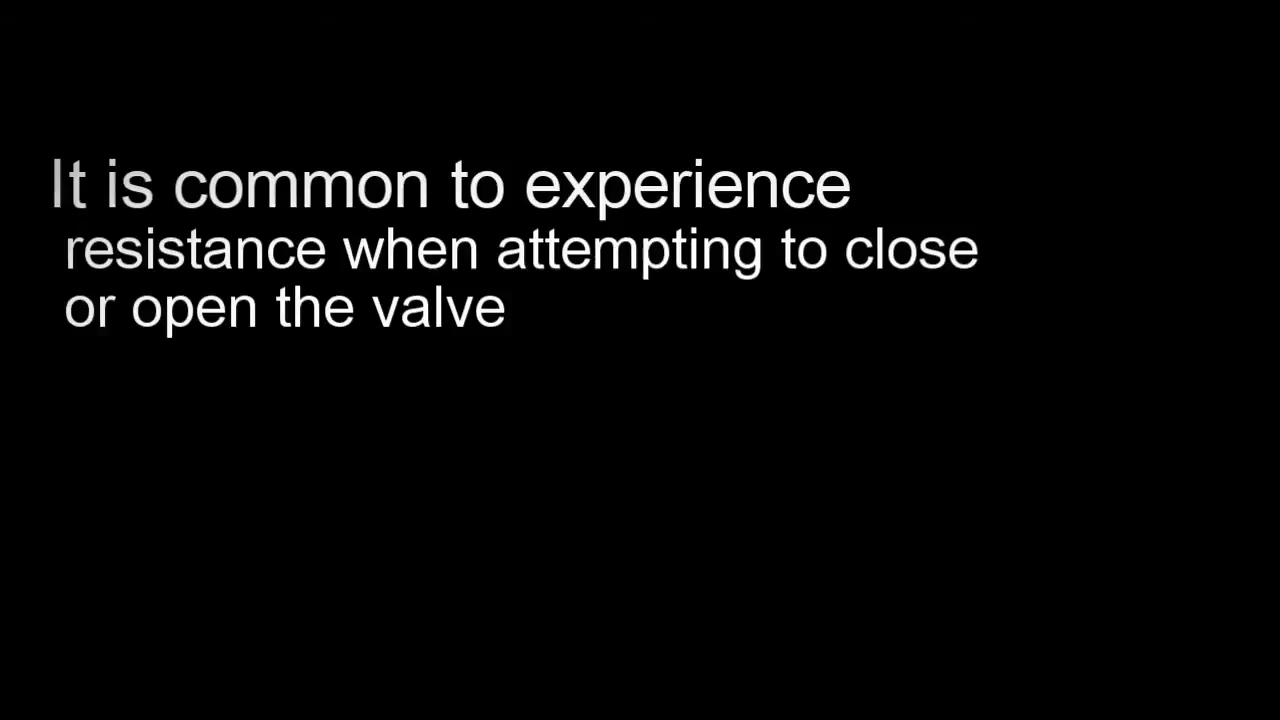 It is common to experience
resistance when attempting to close
or open the valve